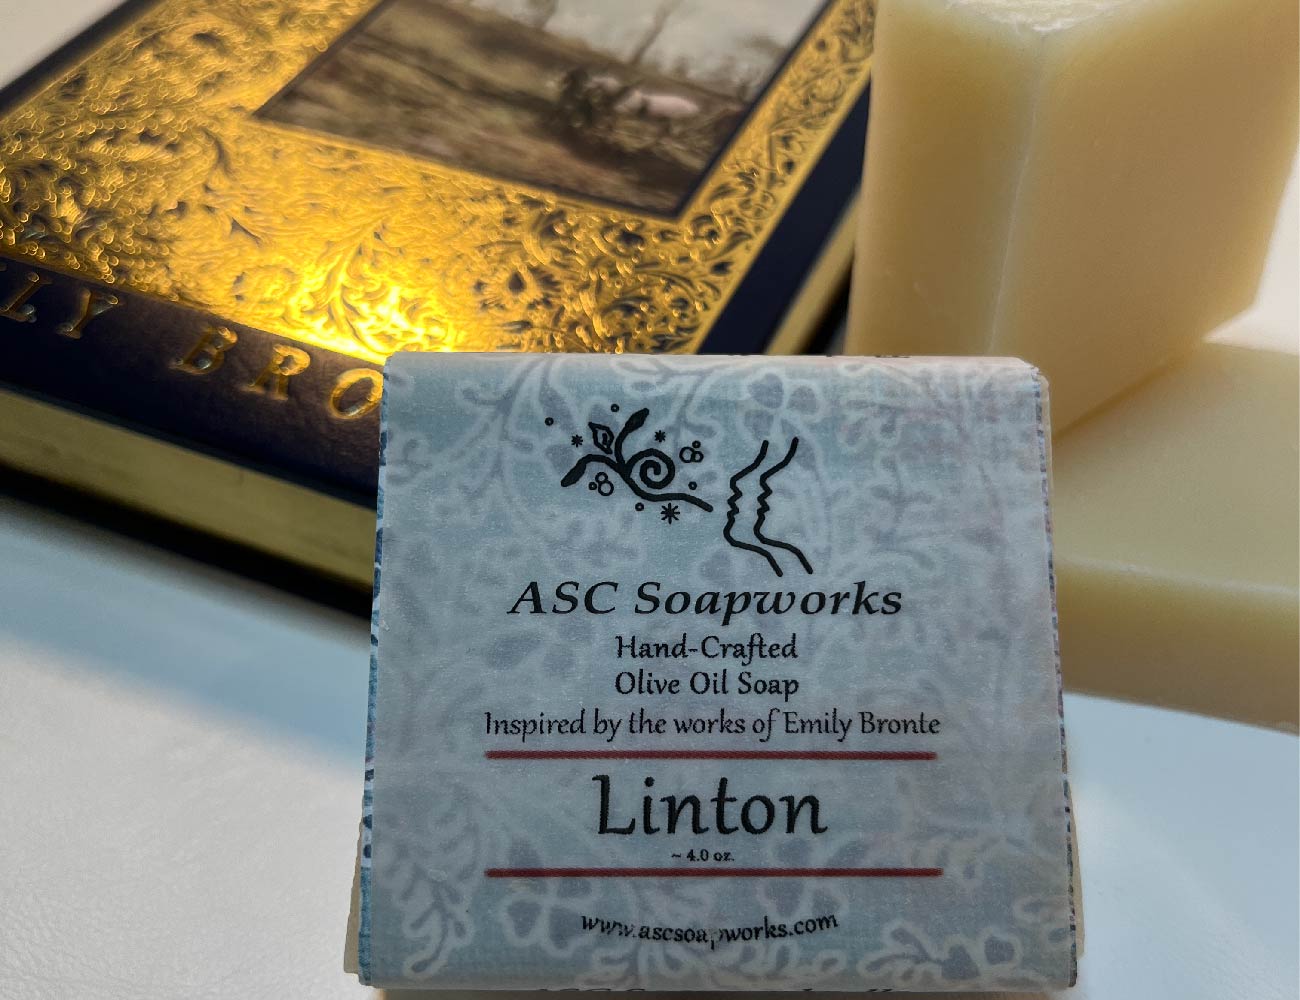 LY BRO
ASC Soapworks
Hand-Crafted
Olive Oil Soap
Inspired by the works of Emily Bronte
Linton
~ 4.0 oz.
www.ascsoapworks.com